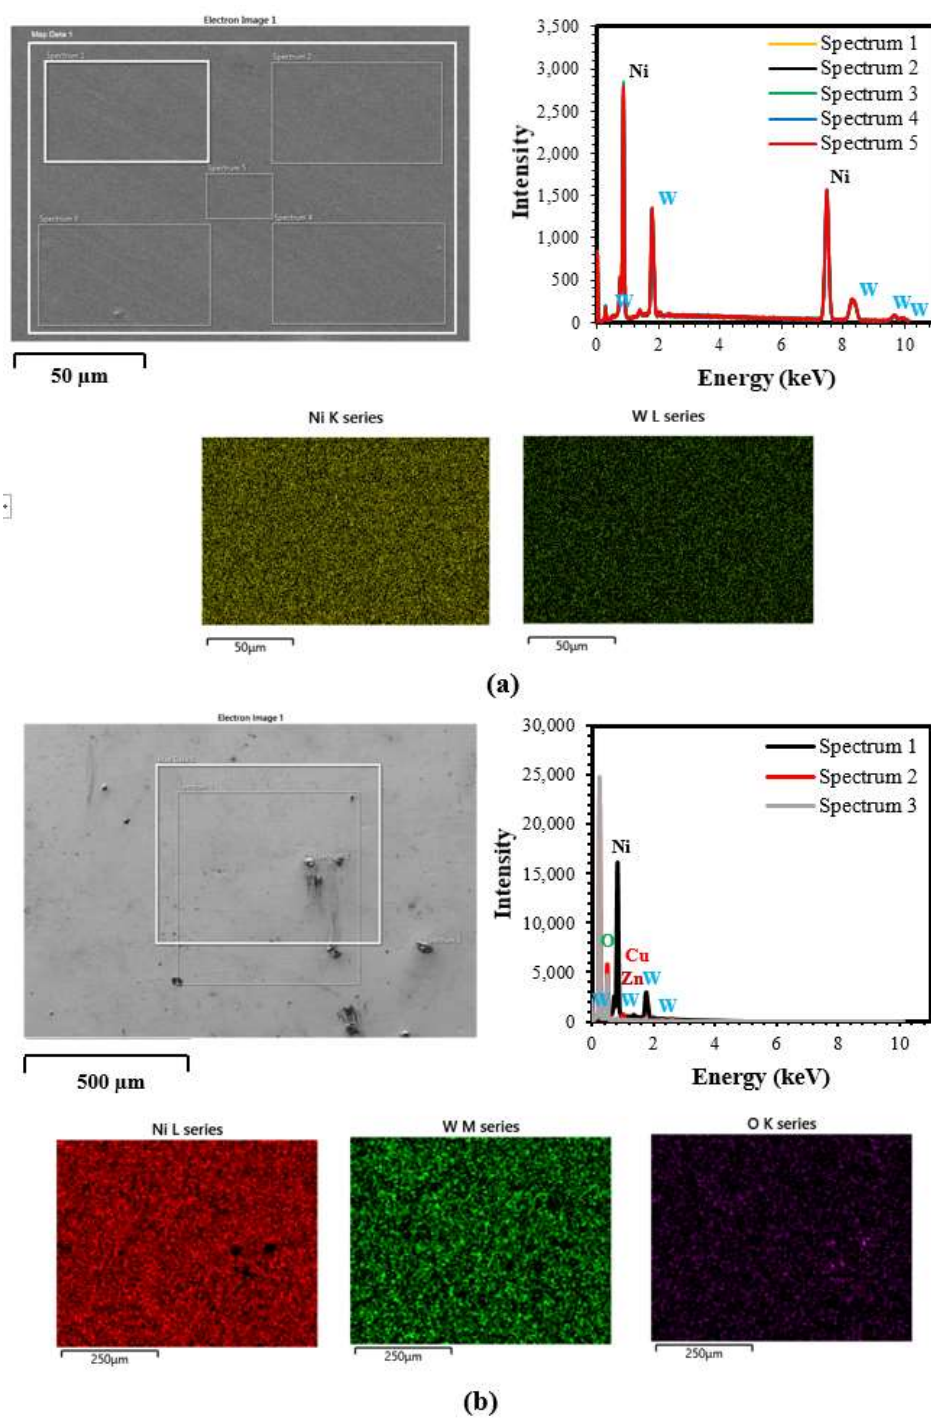 Electron Image 1
Map Data 1
Spectrum 1
Spectrum 2
Spectrum 5
Spectrum 4
50 µm
3,500
3,000
2,500
2,000
1,500
1,000
500
0
Intensity
Spectrum 1
Spectrum 2
Spectrum 3
Spectrum 4
Spectrum 5
Ni
W
W
Ni
W
W
W
0 2 4 6 8 10
Energy (keV)
Ni K series
W L series
50µm
50µm
(a)
Electron Image 1
500 µm
30,000
25,000
20,000
15,000
10,000
5,000
0
Intensity
Spectrum 1
Spectrum 2
Spectrum 3
Ni
O
Cu
Zn
W
W
W
W
0 2 4 6 8 10
Energy (keV)
Ni L series
W M series
O K series
250µm
250µm
250µm
(b)